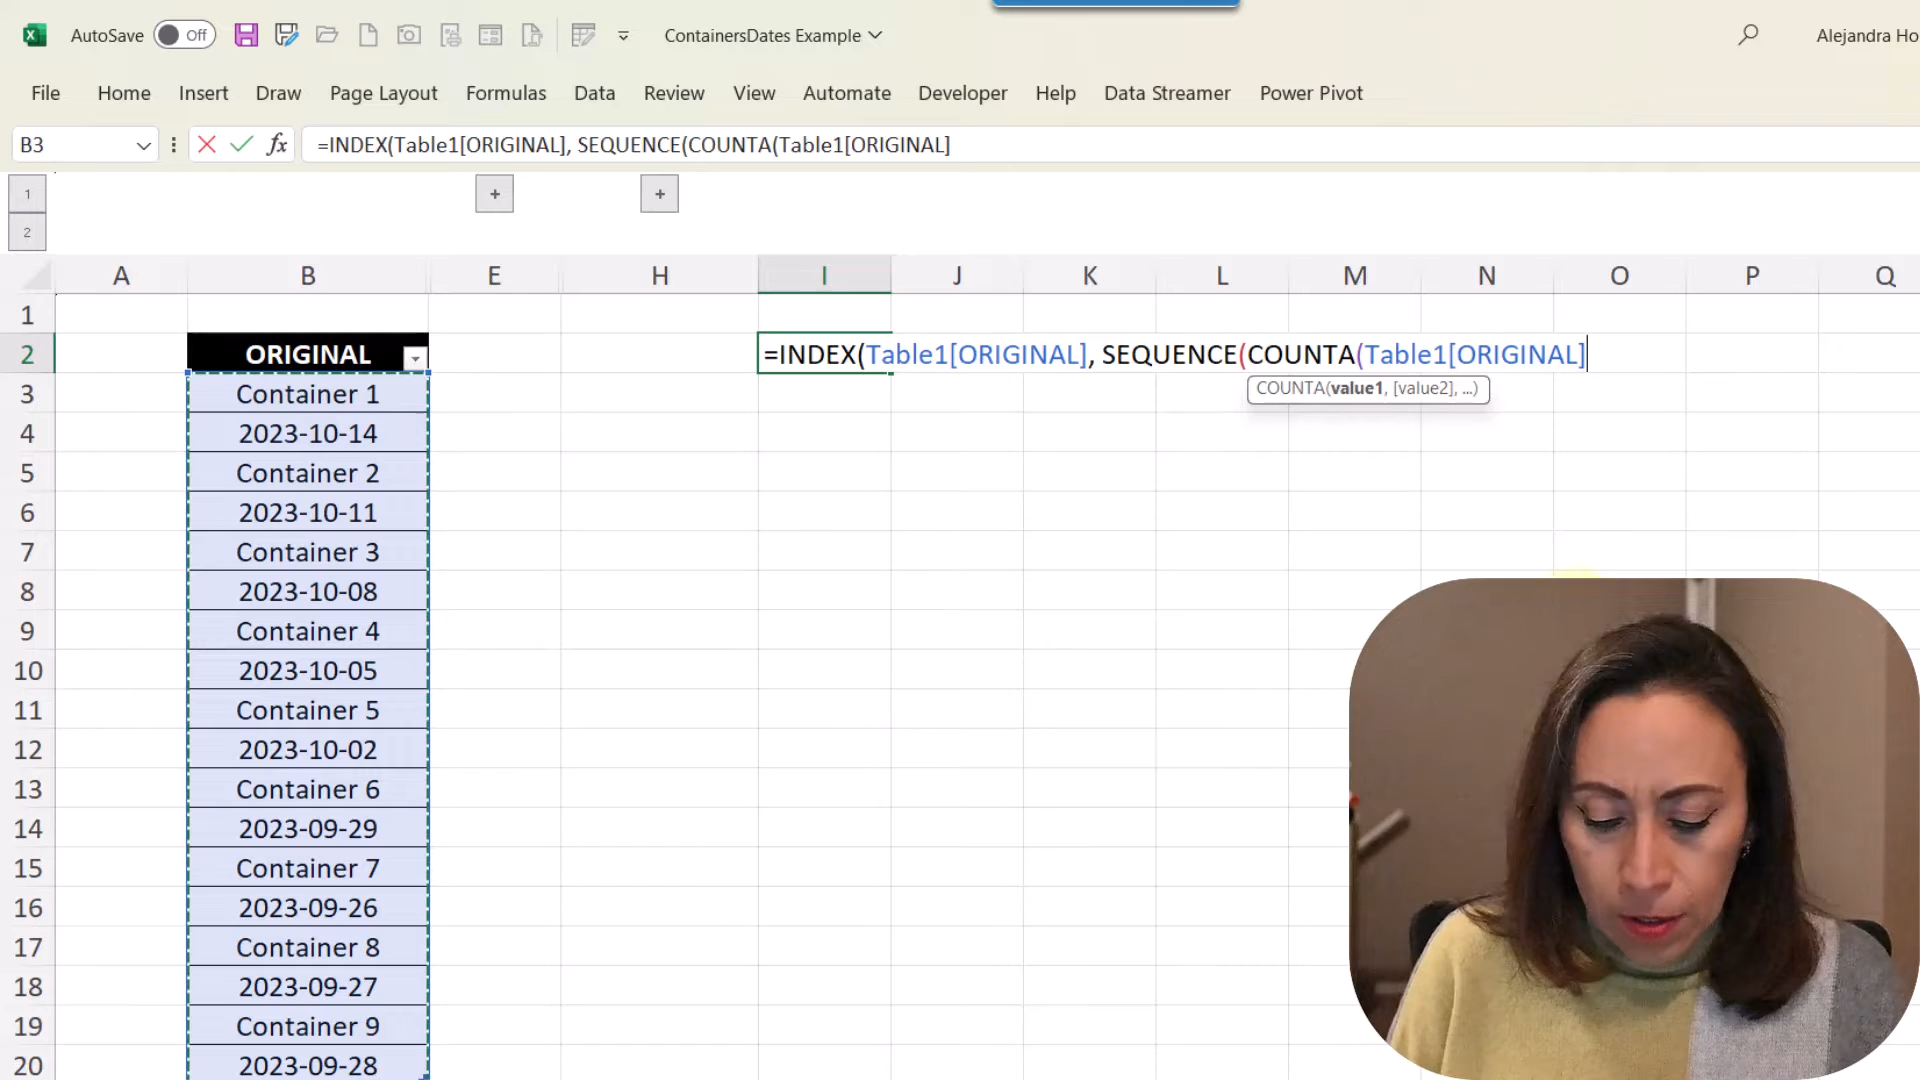 AutoSave Off ContainersDates Example Alejandra Ho
File Home Insert Draw Page Layout Formulas Data Review View Automate Developer Help Data Streamer Power Pivot
B3 fx =INDEX(Table1[ORIGINAL], SEQUENCE(COUNTA(Table1[ORIGINAL]
1 + +
2
A B E H I J K L M N O P Q
1
2 ORIGINAL =INDEX(Table1[ORIGINAL], SEQUENCE(COUNTA(Table1[ORIGINAL]
COUNTA(value1, [value2], ...)
3 Container 1
4 2023-10-14
5 Container 2
6 2023-10-11
7 Container 3
8 2023-10-08
9 Container 4
10 2023-10-05
11 Container 5
12 2023-10-02
13 Container 6
14 2023-09-29
15 Container 7
16 2023-09-26
17 Container 8
18 2023-09-27
19 Container 9
20 2023-09-28